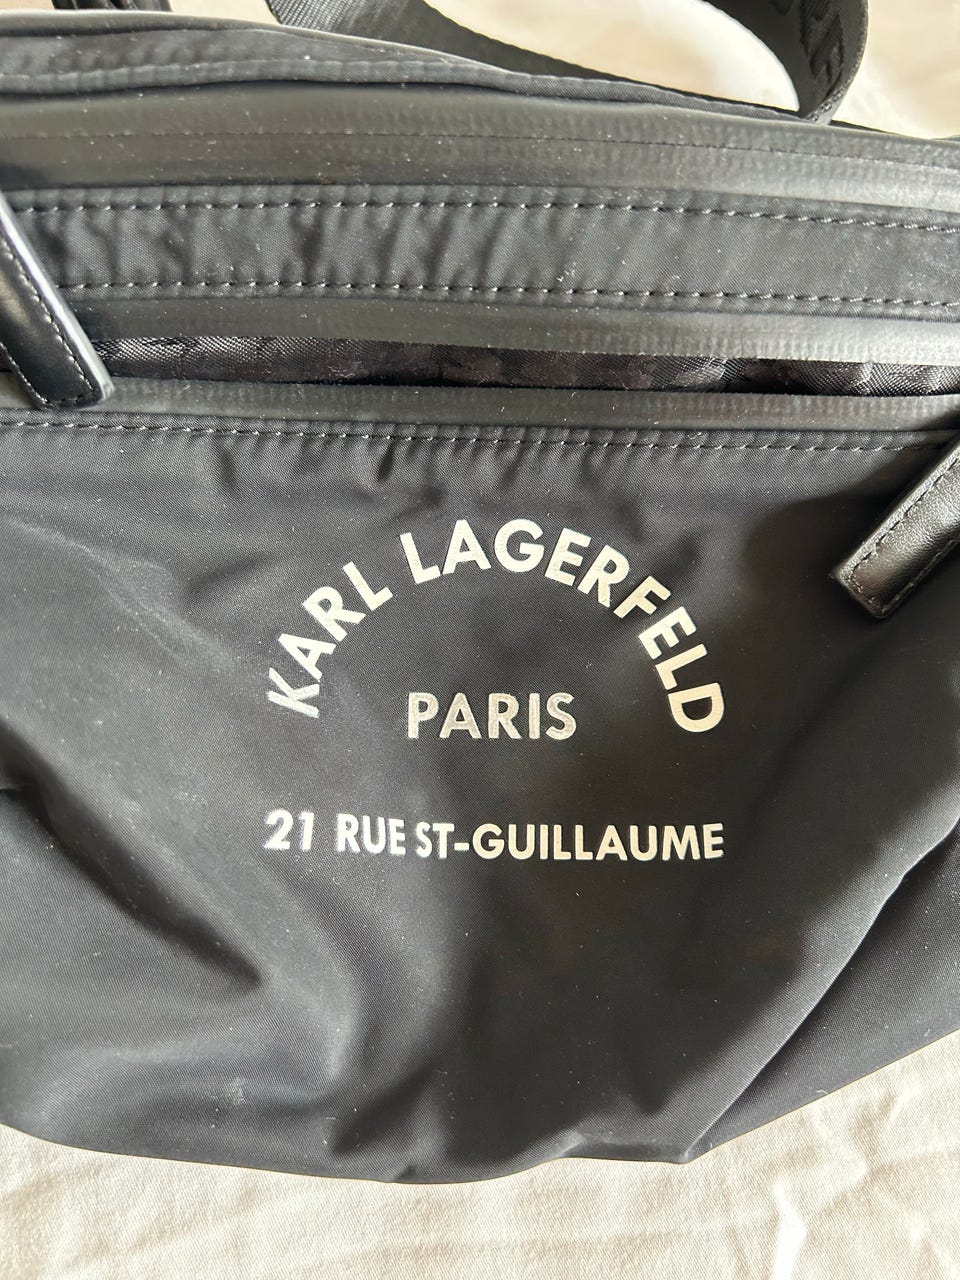 KARL LAGERFELD
PARIS
21 RUE ST-GUILLAUME